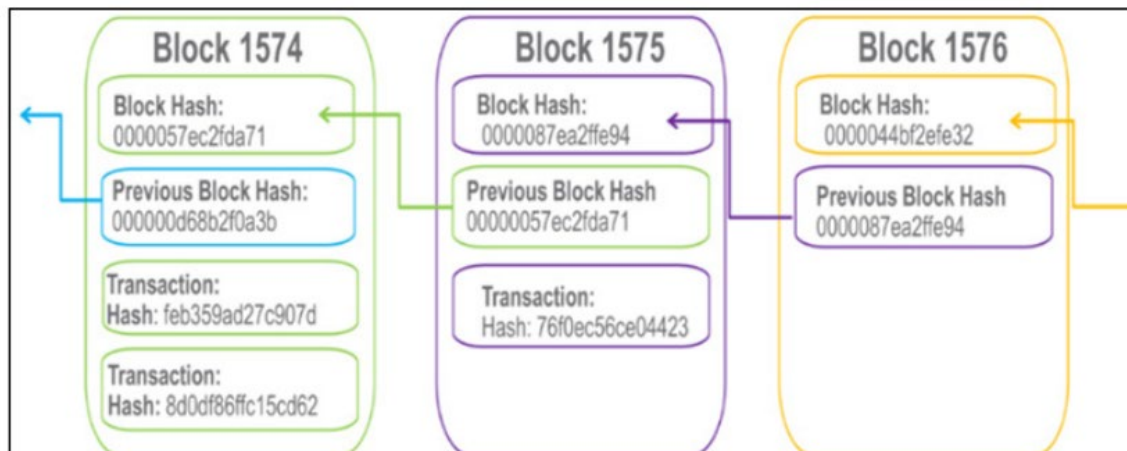 Block 1574
Block Hash:
0000057ec2fda71
Previous Block Hash:
000000d68b2f0a3b
Transaction:
Hash: feb359ad27c907d
Transaction:
Hash: 8d0df86ffc15cd62
Block 1575
Block Hash:
0000087ea2ffe94
Previous Block Hash
00000057ec2fda71
Transaction:
Hash: 76f0ec56ce04423
Block 1576
Block Hash:
0000044bf2efe32
Previous Block Hash
0000087ea2ffe94